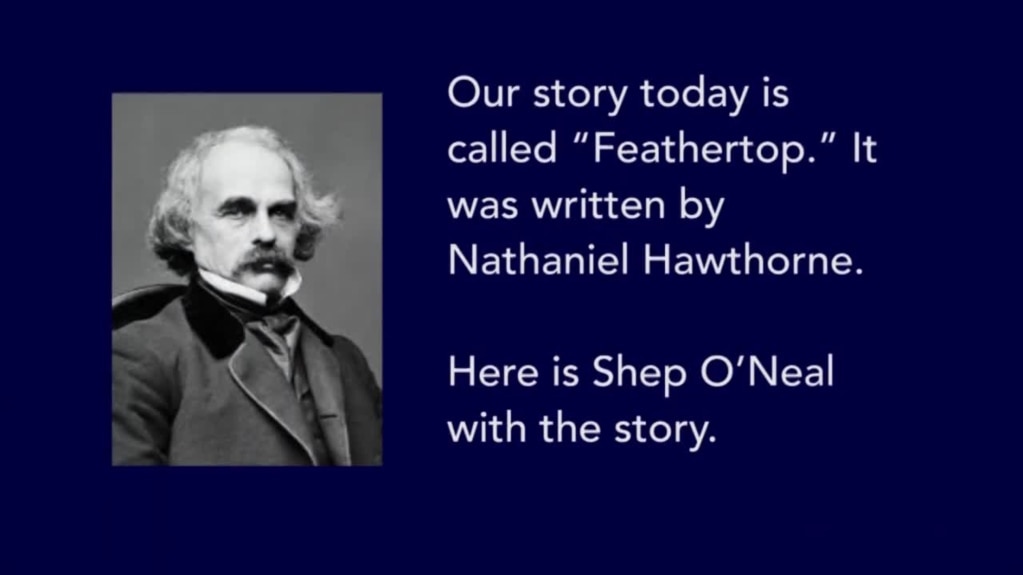 Our story today is
called “Feathertop.” It
was written by
Nathaniel Hawthorne.
Here is Shep O’Neal
with the story.